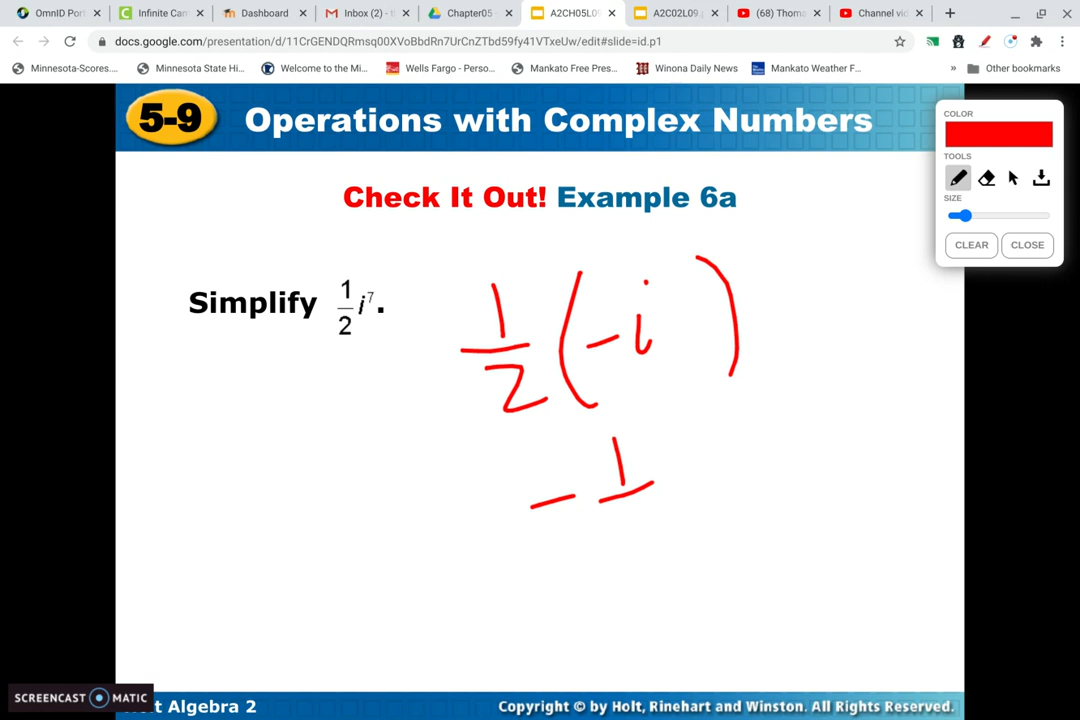 OmniID Port
Infinite Cam
Dashboard
Inbox (2) - t
Chapter05 -
A2CH05L09
A2C02L09.p
(68) Thoma
Channel vid
docs.google.com/presentation/d/11CrGENDQRmsq00XVoBbdRn7UrCnZTbd59fy41VTxeUw/edit#slide=id.p1
Minnesota-Scores....
Minnesota State Hi...
Welcome to the Mi...
Wells Fargo - Perso...
Mankato Free Pres...
Winona Daily News
Mankato Weather F...
»
Other bookmarks
5-9 Operations with Complex Numbers
COLOR
TOOLS
SIZE
CLEAR CLOSE
Check It Out! Example 6a
Simplify 1/2 i⁷.
1/2 (-i )
- 1
SCREENCAST MATIC
Holt Algebra 2
Copyright © by Holt, Rinehart and Winston. All Rights Reserved.